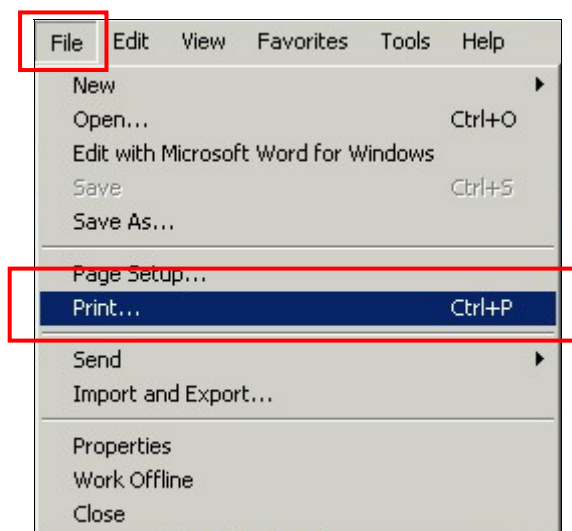 File Edit View Favorites Tools Help
New
Open... Ctrl+O
Edit with Microsoft Word for Windows
Save Ctrl+S
Save As...
Page Setup...
Print... Ctrl+P
Send
Import and Export...
Properties
Work Offline
Close